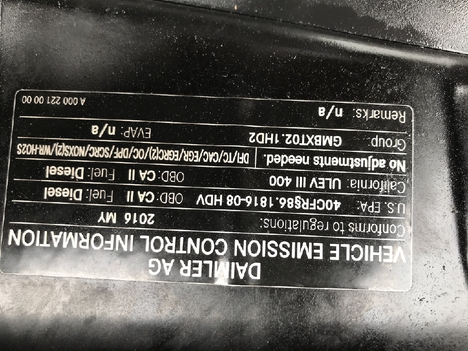 DAIMLER AG
VEHICLE EMISSION CONTROL INFORMATION
Conforms to regulations: 2016 MY
U.S. EPA: 40CFR§86.1816-08 HDV OBD: CA II Fuel: Diesel
California: ULEV III 400 OBD: CA II Fuel: Diesel
No adjustments needed. DI/TC/CAC/EGR/EGRC(2)/OC/DPF/SCRC/NOXS(2)/WR-HO2S
Group: GMBXT02.1HD2 EVAP: n/a
Remarks: n/a
A 000 221 00 00